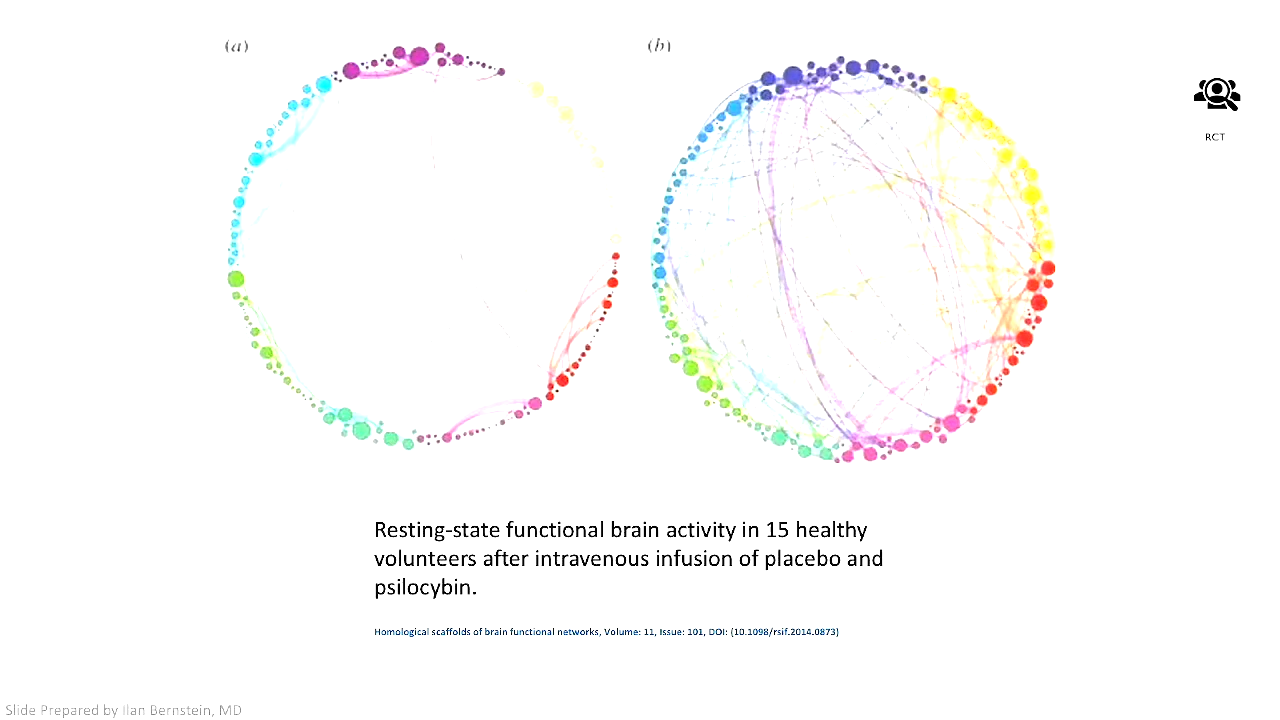 (a)
(b)
RCT
Resting-state functional brain activity in 15 healthy
volunteers after intravenous infusion of placebo and
psilocybin.
Homological scaffolds of brain functional networks, Volume: 11, Issue: 101, DOI: (10.1098/rsif.2014.0873)
Slide Prepared by Ilan Bernstein, MD